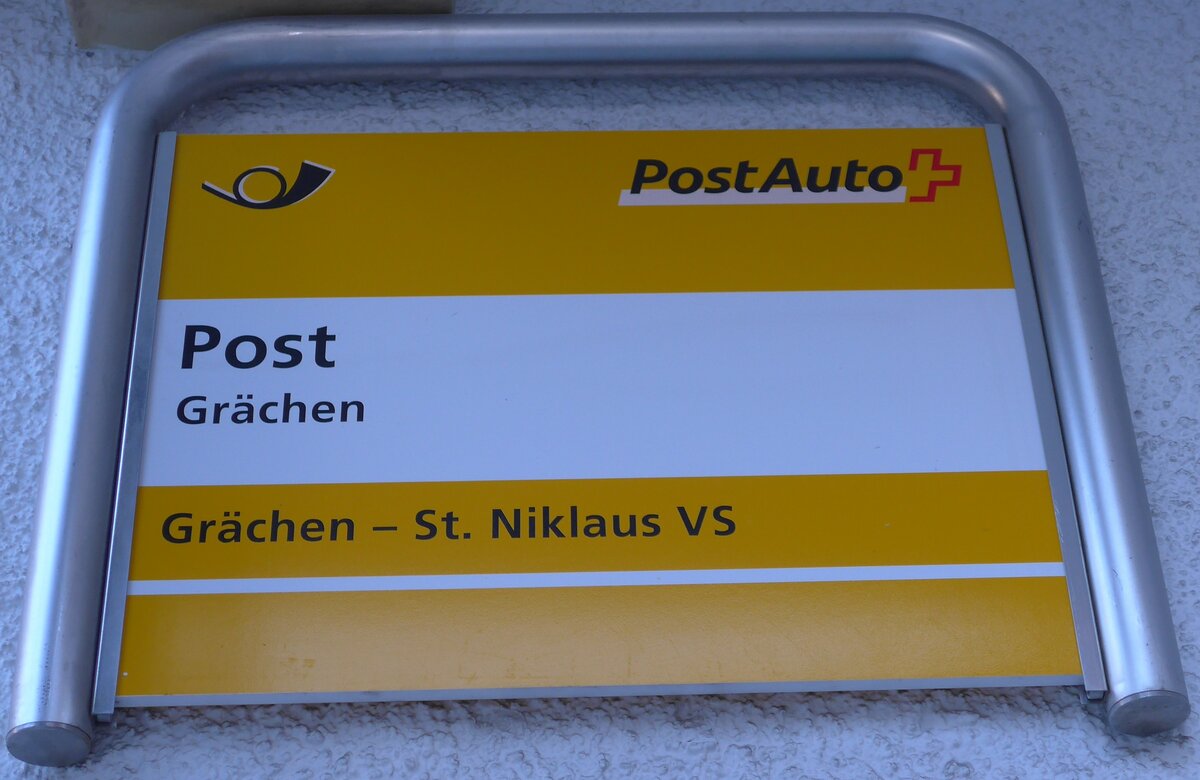 PostAuto
Post
Grächen
Grächen – St. Niklaus VS